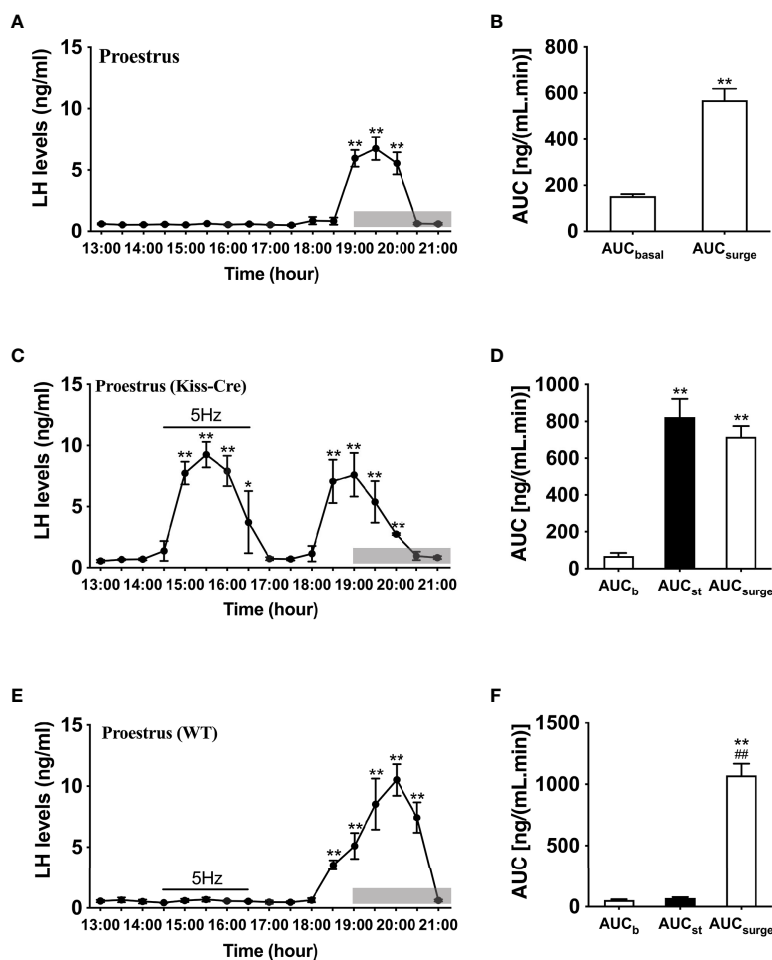 A
Proestrus
LH levels (ng/ml)
15
10
5
0
** ** **
13:00 14:00 15:00 16:00 17:00 18:00 19:00 20:00 21:00
Time (hour)
B
AUC [ng/(mL.min)]
800
600
400
200
0
**
AUCbasal AUCsurge
C
Proestrus (Kiss-Cre)
LH levels (ng/ml)
15
10
5
0
5Hz
** ** ** * ** ** ** **
13:00 14:00 15:00 16:00 17:00 18:00 19:00 20:00 21:00
Time (hour)
D
AUC [ng/(mL.min)]
1000
800
600
400
200
0
** **
AUCb AUCst AUCsurge
E
Proestrus (WT)
LH levels (ng/ml)
15
10
5
0
5Hz
** ** ** ** **
13:00 14:00 15:00 16:00 17:00 18:00 19:00 20:00 21:00
Time (hour)
F
AUC [ng/(mL.min)]
1500
1000
500
0
**
##
AUCb AUCst AUCsurge